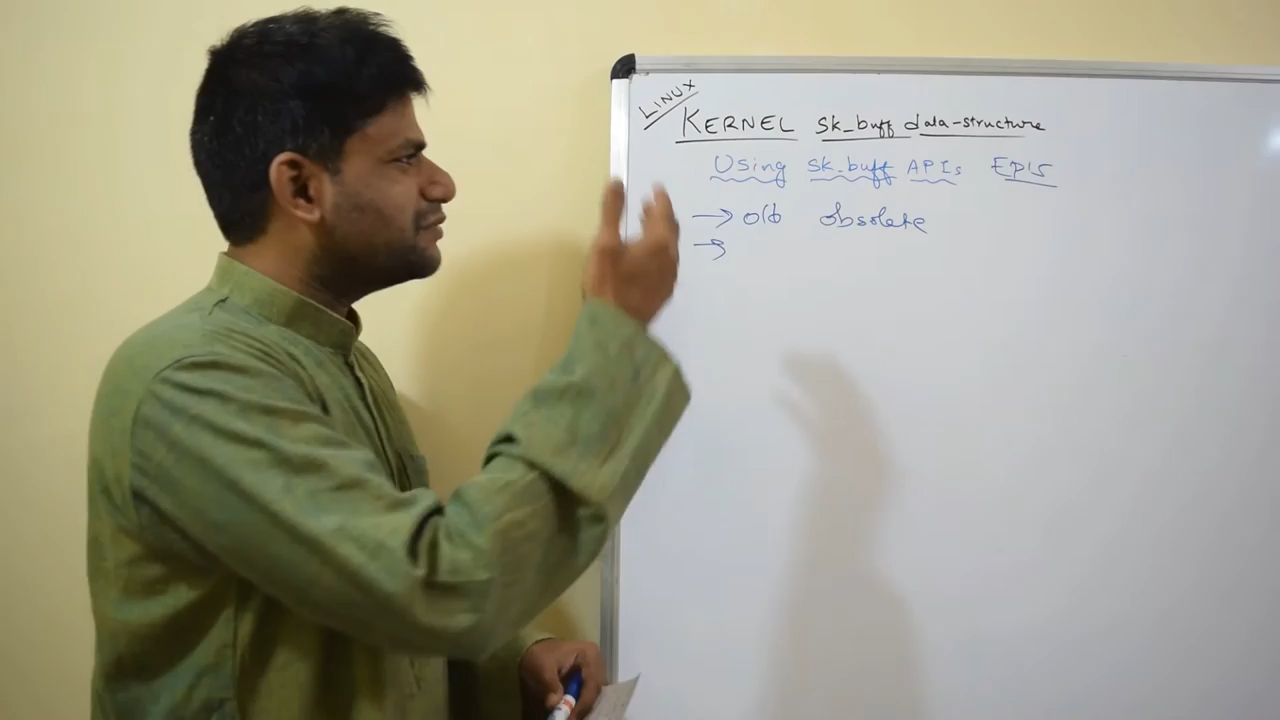 LINUX
KERNEL sk_buff data-structure
Using sk_buff APIs EP15
→ old obsolete
→